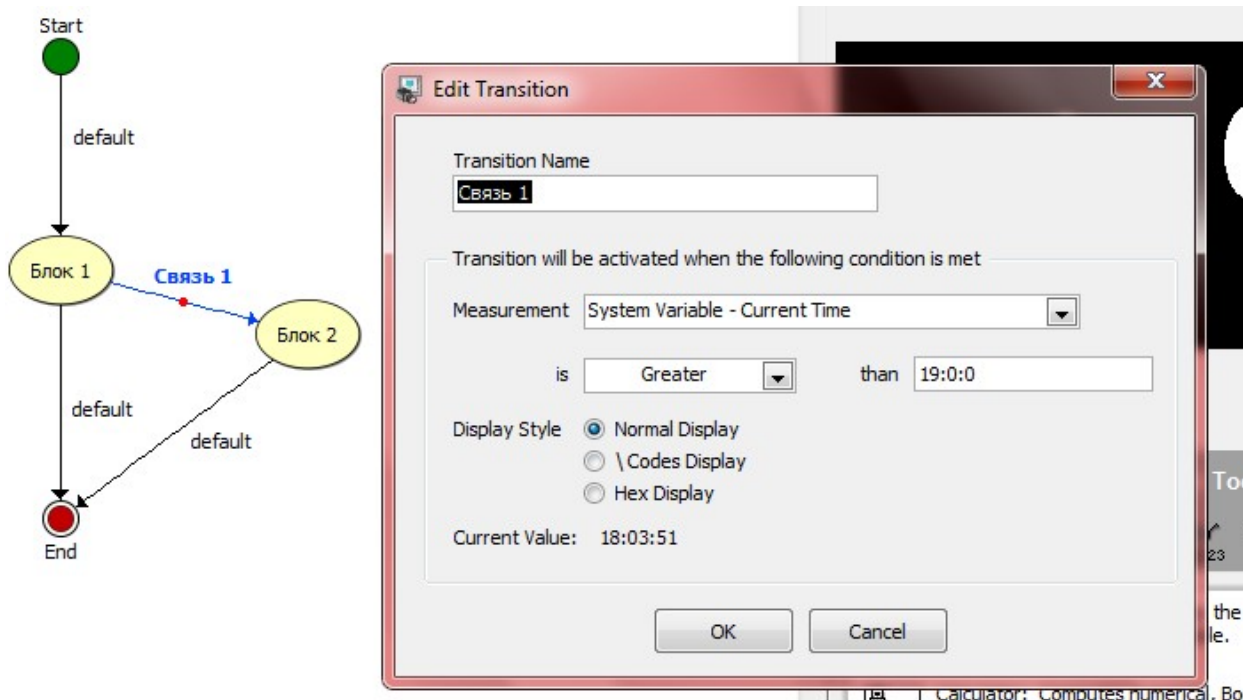 Start
default
Блок 1
Связь 1
Блок 2
default
default
End
Edit Transition
X
Transition Name
Связь 1
Transition will be activated when the following condition is met
Measurement System Variable - Current Time
is Greater than 19:0:0
Display Style Normal Display
\ Codes Display
Hex Display
Current Value: 18:03:51
OK Cancel
23
the
le.
Calculator: Computes numerical, Bo